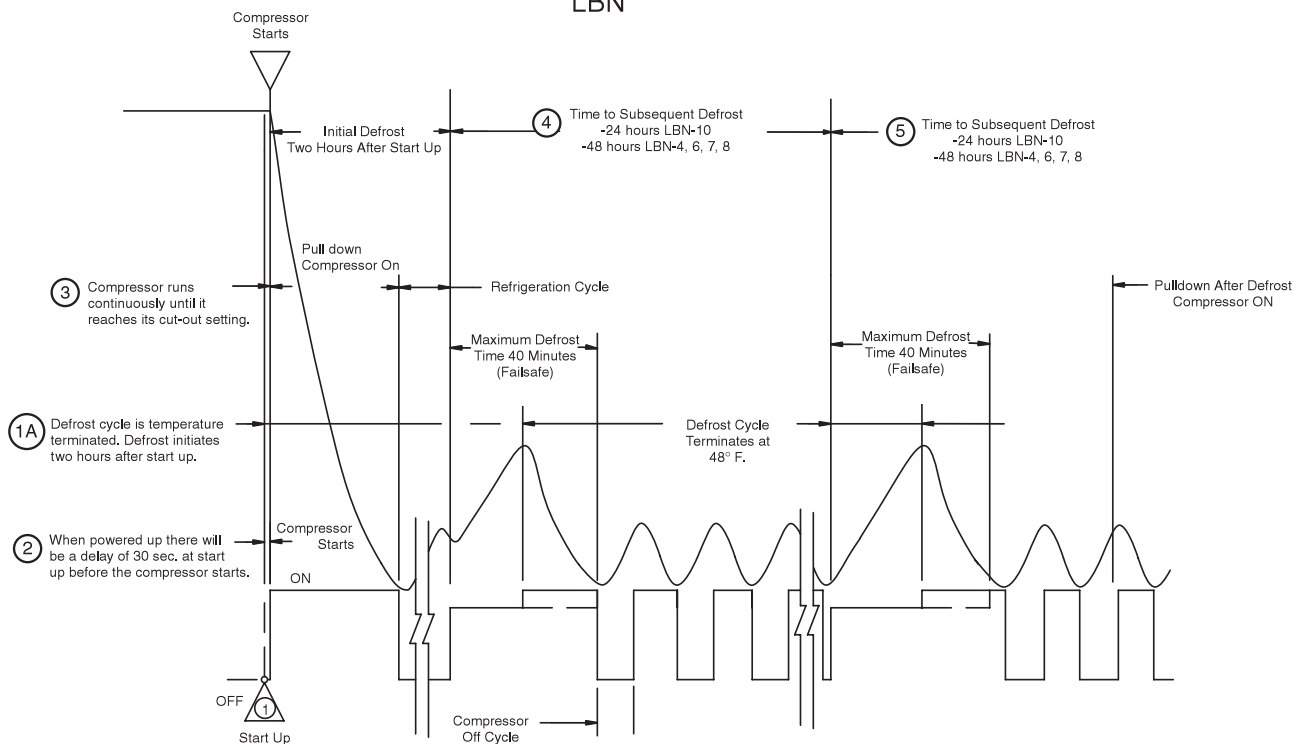 LBN
Compressor
Starts
Initial Defrost
Two Hours After Start Up
4
Time to Subsequent Defrost
-24 hours LBN-10
-48 hours LBN-4, 6, 7, 8
5
Time to Subsequent Defrost
-24 hours LBN-10
-48 hours LBN-4, 6, 7, 8
Pull down
Compressor On
3
Compressor runs
continuously until it
reaches its cut-out setting.
Refrigeration Cycle
Pulldown After Defrost
Compressor ON
Maximum Defrost
Time 40 Minutes
(Failsafe)
Maximum Defrost
Time 40 Minutes
(Failsafe)
1A
Defrost cycle is temperature
terminated. Defrost initiates
two hours after start up.
Defrost Cycle
Terminates at
48° F.
2
When powered up there will
be a delay of 30 sec. at start
up before the compressor starts.
Compressor
Starts
ON
OFF
1
Start Up
Compressor
Off Cycle